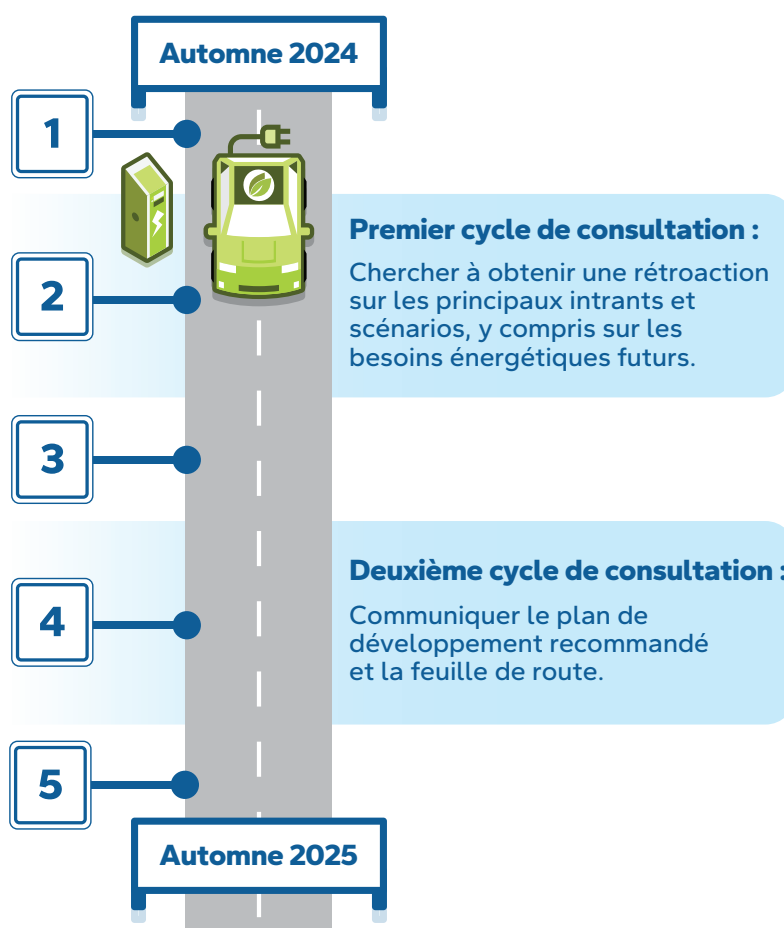 Automne 2024
1
2
Premier cycle de consultation :
Chercher à obtenir une rétroaction
sur les principaux intrants et
scénarios, y compris sur les
besoins énergétiques futurs.
3
4
Deuxième cycle de consultation :
Communiquer le plan de
développement recommandé
et la feuille de route.
5
Automne 2025